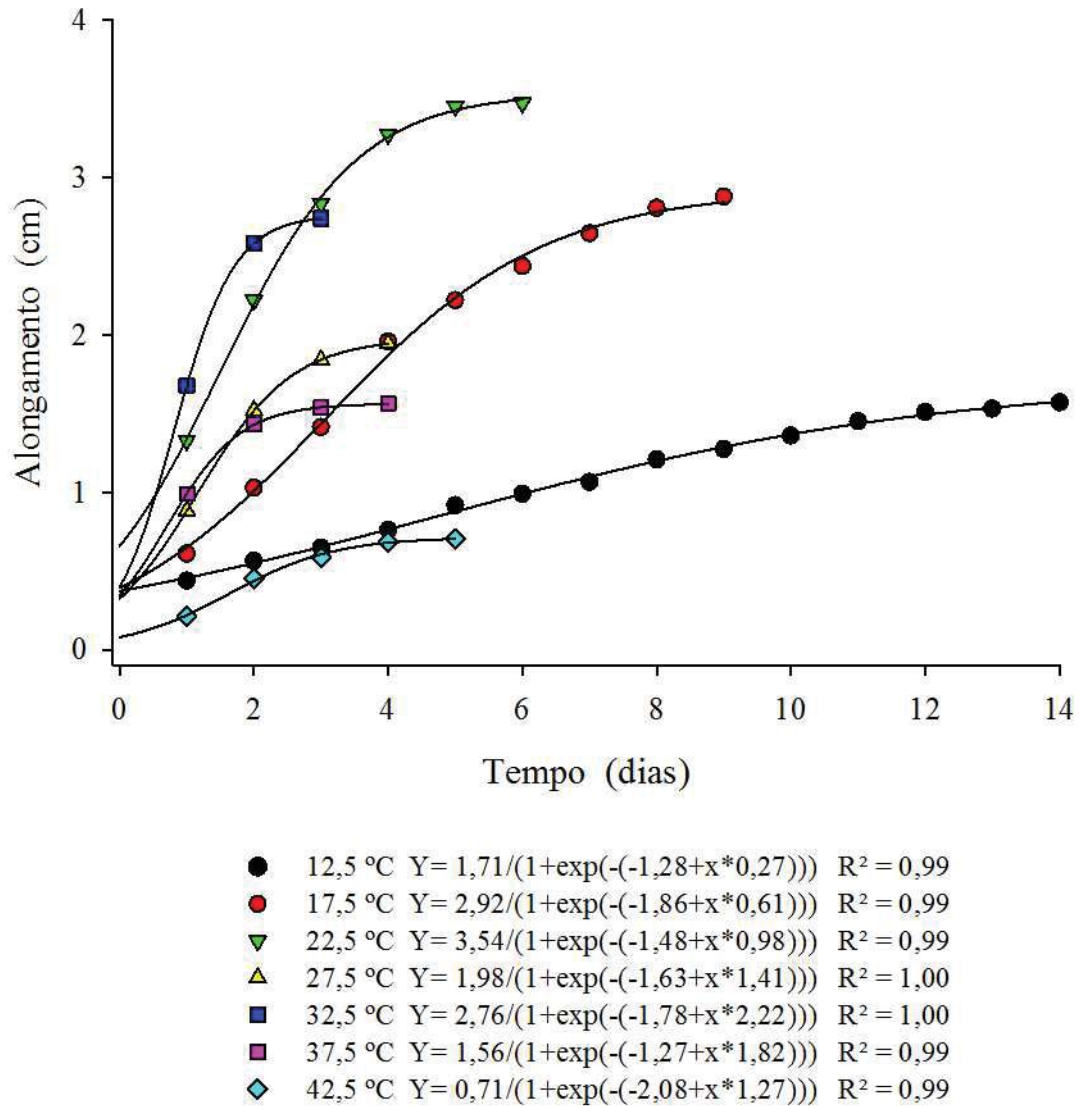 4
3
2
1
0
Alongamento (cm)
0 2 4 6 8 10 12 14
Tempo (dias)
12,5 ºC Y= 1,71/(1+exp(-(-1,28+x*0,27))) R² = 0,99
17,5 ºC Y= 2,92/(1+exp(-(-1,86+x*0,61))) R² = 0,99
22,5 ºC Y= 3,54/(1+exp(-(-1,48+x*0,98))) R² = 0,99
27,5 ºC Y= 1,98/(1+exp(-(-1,63+x*1,41))) R² = 1,00
32,5 ºC Y= 2,76/(1+exp(-(-1,78+x*2,22))) R² = 1,00
37,5 ºC Y= 1,56/(1+exp(-(-1,27+x*1,82))) R² = 0,99
42,5 ºC Y= 0,71/(1+exp(-(-2,08+x*1,27))) R² = 0,99